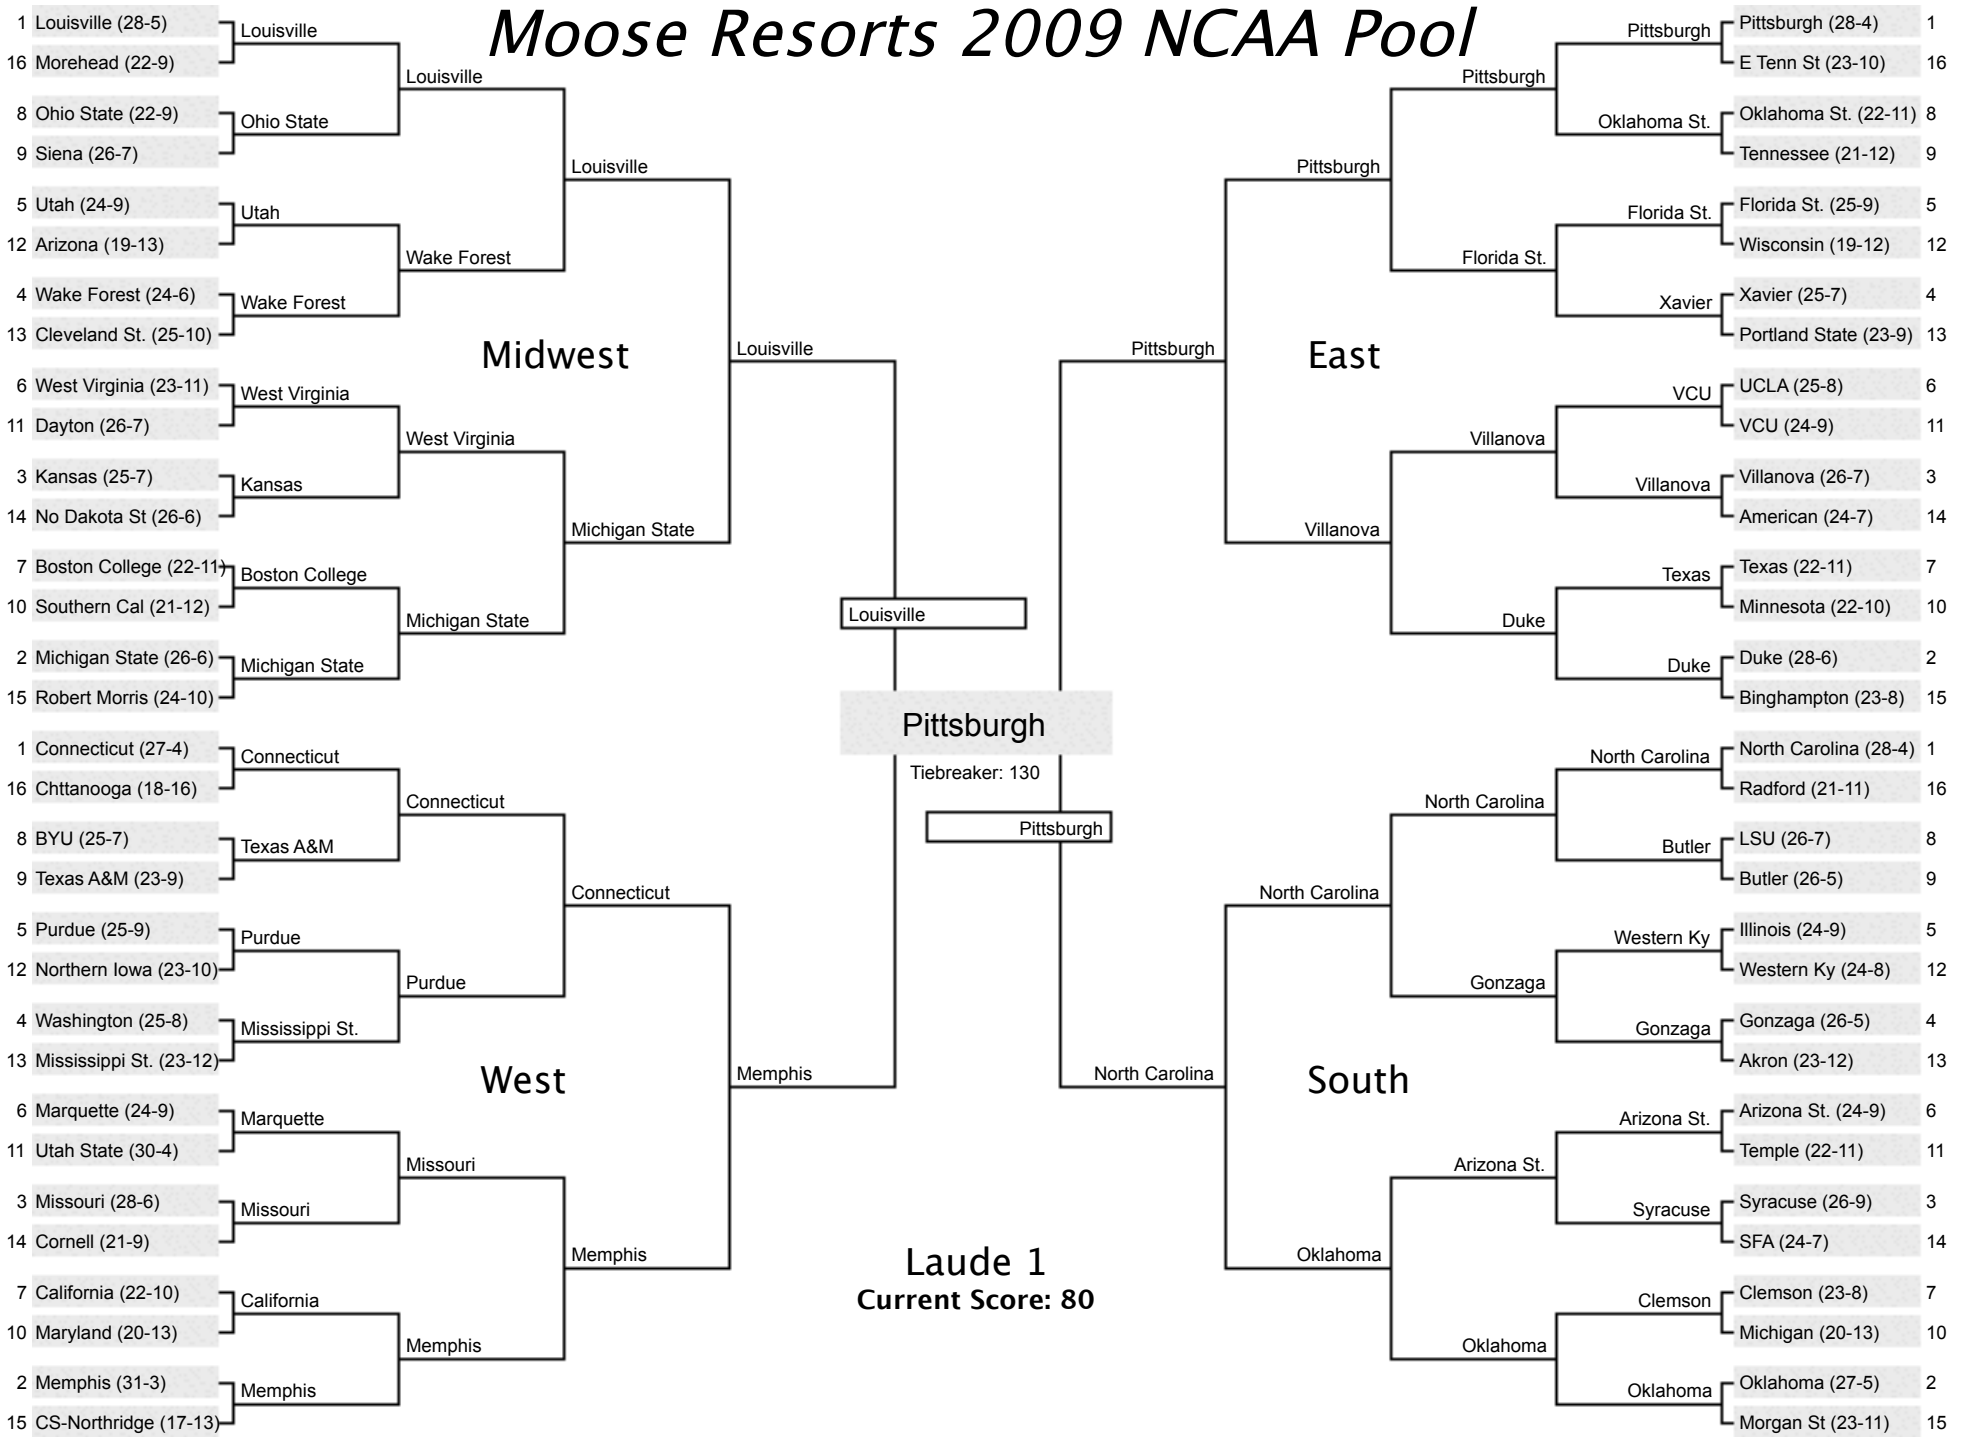 Moose Resorts 2009 NCAA Pool
1 Louisville (28-5)
16 Morehead (22-9)
8 Ohio State (22-9)
9 Siena (26-7)
5 Utah (24-9)
12 Arizona (19-13)
4 Wake Forest (24-6)
13 Cleveland St. (25-10)
6 West Virginia (23-11)
11 Dayton (26-7)
3 Kansas (25-7)
14 No Dakota St (26-6)
7 Boston College (22-11)
10 Southern Cal (21-12)
2 Michigan State (26-6)
15 Robert Morris (24-10)
Louisville
Ohio State
Utah
Wake Forest
West Virginia
Kansas
Boston College
Michigan State
Louisville
Wake Forest
West Virginia
Michigan State
Louisville
Michigan State
Louisville
Midwest
1 Connecticut (27-4)
16 Chttanooga (18-16)
8 BYU (25-7)
9 Texas A&M (23-9)
5 Purdue (25-9)
12 Northern Iowa (23-10)
4 Washington (25-8)
13 Mississippi St. (23-12)
6 Marquette (24-9)
11 Utah State (30-4)
3 Missouri (28-6)
14 Cornell (21-9)
7 California (22-10)
10 Maryland (20-13)
2 Memphis (31-3)
15 CS-Northridge (17-13)
Connecticut
Texas A&M
Purdue
Mississippi St.
Marquette
Missouri
California
Memphis
Connecticut
Purdue
Missouri
Memphis
Connecticut
Memphis
Memphis
West
Louisville
Pittsburgh
Tiebreaker: 130
Pittsburgh
Laude 1
Current Score: 80
Pittsburgh (28-4) 1
E Tenn St (23-10) 16
Oklahoma St. (22-11) 8
Tennessee (21-12) 9
Florida St. (25-9) 5
Wisconsin (19-12) 12
Xavier (25-7) 4
Portland State (23-9) 13
UCLA (25-8) 6
VCU (24-9) 11
Villanova (26-7) 3
American (24-7) 14
Texas (22-11) 7
Minnesota (22-10) 10
Duke (28-6) 2
Binghampton (23-8) 15
Pittsburgh
Oklahoma St.
Florida St.
Xavier
VCU
Villanova
Texas
Duke
Pittsburgh
Florida St.
Villanova
Duke
Pittsburgh
Villanova
Pittsburgh
East
North Carolina (28-4) 1
Radford (21-11) 16
LSU (26-7) 8
Butler (26-5) 9
Illinois (24-9) 5
Western Ky (24-8) 12
Gonzaga (26-5) 4
Akron (23-12) 13
Arizona St. (24-9) 6
Temple (22-11) 11
Syracuse (26-9) 3
SFA (24-7) 14
Clemson (23-8) 7
Michigan (20-13) 10
Oklahoma (27-5) 2
Morgan St (23-11) 15
North Carolina
Butler
Western Ky
Gonzaga
Arizona St.
Syracuse
Clemson
Oklahoma
North Carolina
Gonzaga
Arizona St.
Oklahoma
North Carolina
Oklahoma
North Carolina
South